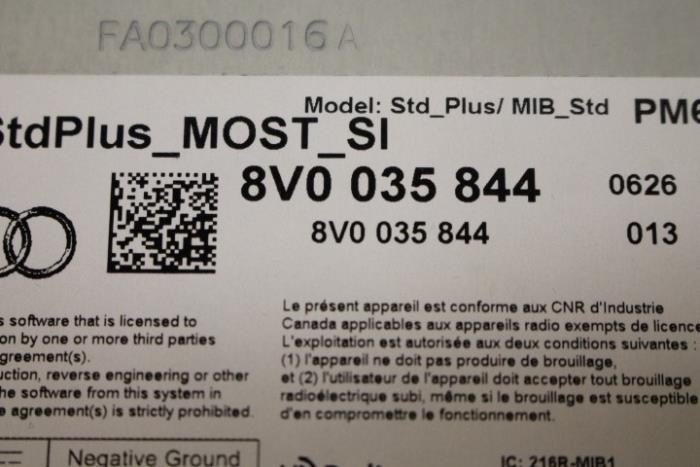 FA0300016A
Model: Std_Plus/ MIB_Std PM6
StdPlus_MOST_SI
8V0 035 844 0626
8V0 035 844 013
Le présent appareil est conforme aux CNR d'Industrie
Canada applicables aux appareils radio exempts de licence
L'exploitation est autorisée aux deux conditions suivantes :
(1) l'appareil ne doit pas produire de brouillage,
et (2) l'utilisateur de l'appareil doit accepter tout brouillage
radioélectrique subi, même si le brouillage est susceptible
d'en compromettre le fonctionnement.
s software that is licensed to
on by one or more third parties
greement(s).
uction, reverse engineering or other
he software from this system in
e agreement(s) is strictly prohibited.
Negative Ground
IC: 216R-MIB1